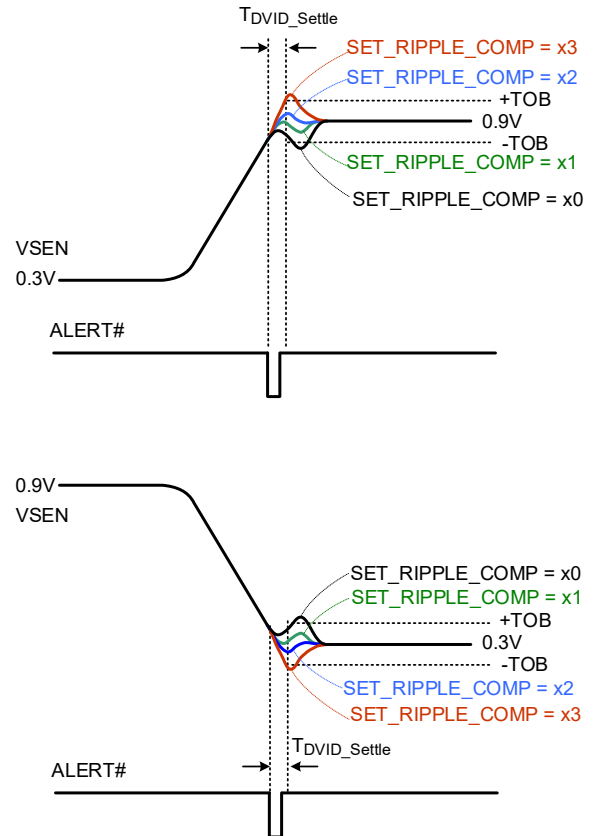 TDVID_Settle
SET_RIPPLE_COMP = x3
SET_RIPPLE_COMP = x2
+TOB
0.9V
-TOB
SET_RIPPLE_COMP = x1
SET_RIPPLE_COMP = x0
VSEN
0.3V
ALERT#
0.9V
VSEN
SET_RIPPLE_COMP = x0
SET_RIPPLE_COMP = x1
+TOB
0.3V
-TOB
SET_RIPPLE_COMP = x2
SET_RIPPLE_COMP = x3
TDVID_Settle
ALERT#